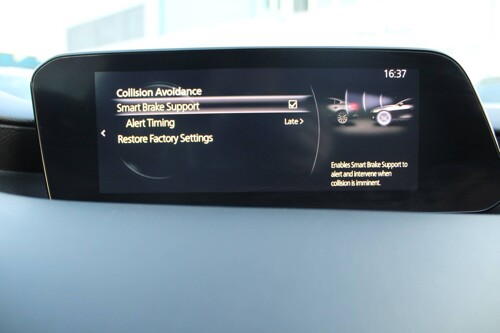 16:37
Collision Avoidance
Smart Brake Support
Alert Timing Late
Restore Factory Settings
Enables Smart Brake Support to
alert and intervene when
collision is imminent.